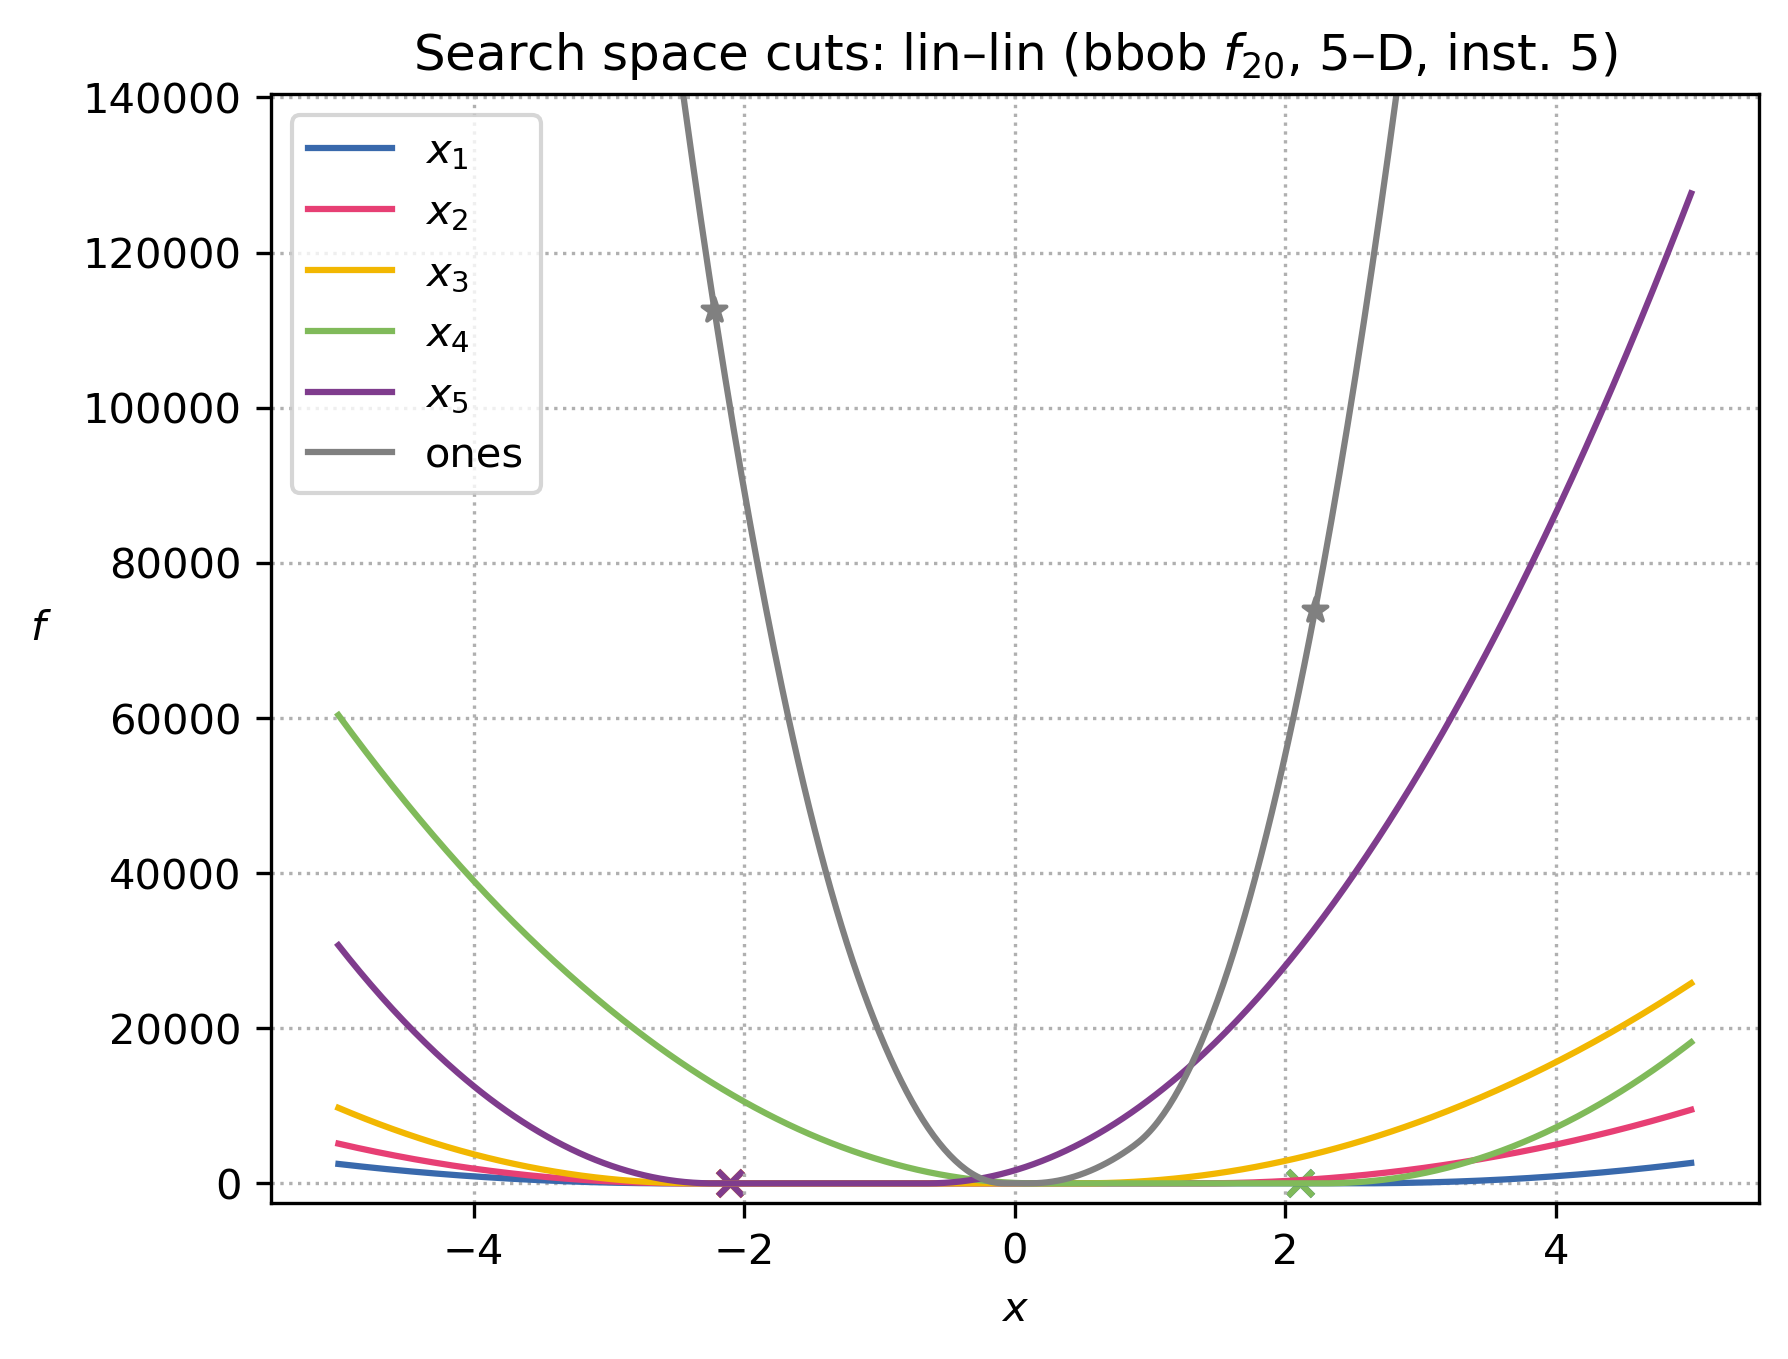 Search space cuts: lin–lin (bbob f₂₀, 5–D, inst. 5)
140000
120000
100000
80000
60000
40000
20000
0
f
x₁
x₂
x₃
x₄
x₅
ones
−4 −2 0 2 4
x